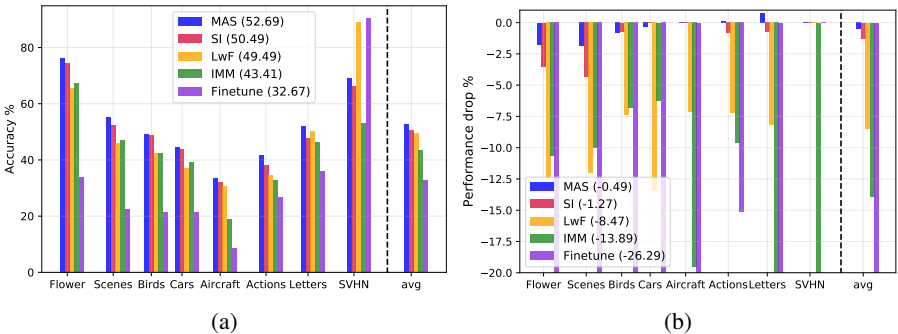 MAS (52.69)
SI (50.49)
LwF (49.49)
IMM (43.41)
Finetune (32.67)
Accuracy %
80
60
40
20
0
Flower Scenes Birds Cars Aircraft Actions Letters SVHN avg
(a)
Performance drop %
0.0
−2.5
−5.0
−7.5
−10.0
−12.5
−15.0
−17.5
−20.0
MAS (-0.49)
SI (-1.27)
LwF (-8.47)
IMM (-13.89)
Finetune (-26.29)
Flower Scenes Birds Cars Aircraft Actions Letters SVHN avg
(b)